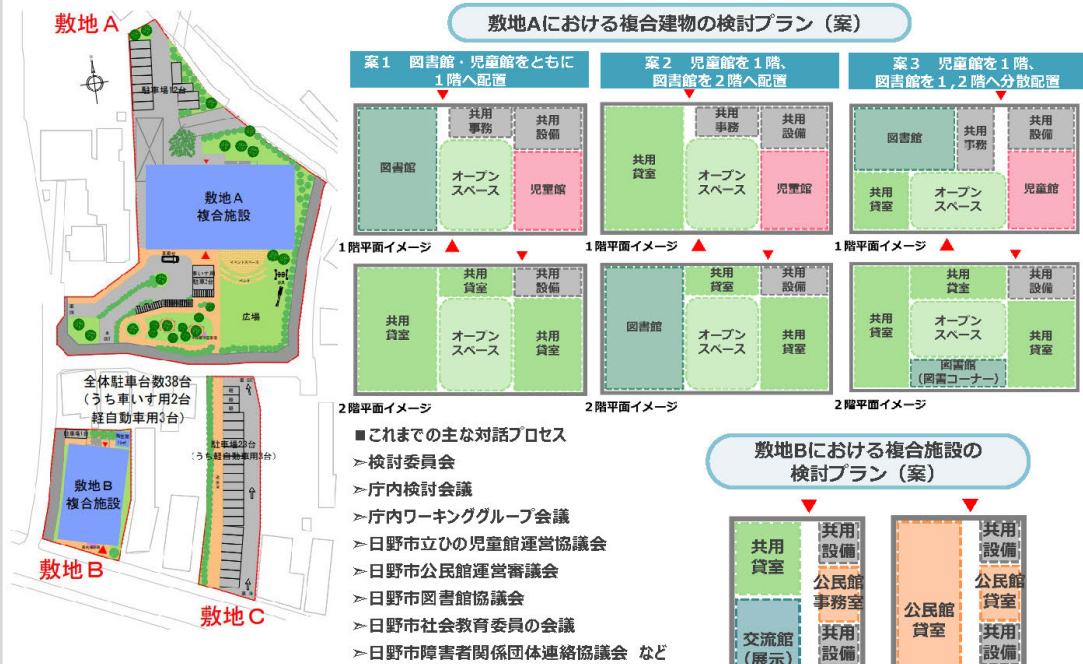 敷地A
駐車場12台
敷地A
複合施設
車いす用
駐車2台
イベントスペース
ベンチ
広場
全体駐車台数38台
（うち車いす用2台
軽自動車用3台）
駐車場1台
敷地B
複合施設
敷地B
駐車場23台
（うち軽自動車用3台）
敷地C
敷地Aにおける複合建物の検討プラン（案）
案1　図書館・児童館をともに
1階へ配置
図書館
共用
事務
共用
設備
オープン
スペース
児童館
1階平面イメージ
共用
貸室
共用
貸室
共用
設備
オープン
スペース
共用
貸室
2階平面イメージ
案2　児童館を1階、
図書館を2階へ配置
共用
貸室
共用
事務
共用
設備
オープン
スペース
児童館
1階平面イメージ
図書館
共用
貸室
共用
設備
オープン
スペース
共用
貸室
2階平面イメージ
案3　児童館を1階、
図書館を1,2階へ分散配置
図書館
共用
事務
共用
設備
共用
貸室
オープン
スペース
児童館
1階平面イメージ
共用
貸室
共用
貸室
共用
設備
オープン
スペース
共用
貸室
図書館
（図書コーナー）
2階平面イメージ
■これまでの主な対話プロセス
➢検討委員会
➢庁内検討会議
➢庁内ワーキンググループ会議
➢日野市立ひの児童館運営協議会
➢日野市公民館運営審議会
➢日野市図書館協議会
➢日野市社会教育委員の会議
➢日野市障害者関係団体連絡協議会 など
敷地Bにおける複合施設の
検討プラン（案）
共用
貸室
共用
設備
公民館
事務室
交流館
（展示）
共用
設備
公民館
貸室
共用
設備
公民館
貸室
共用
設備